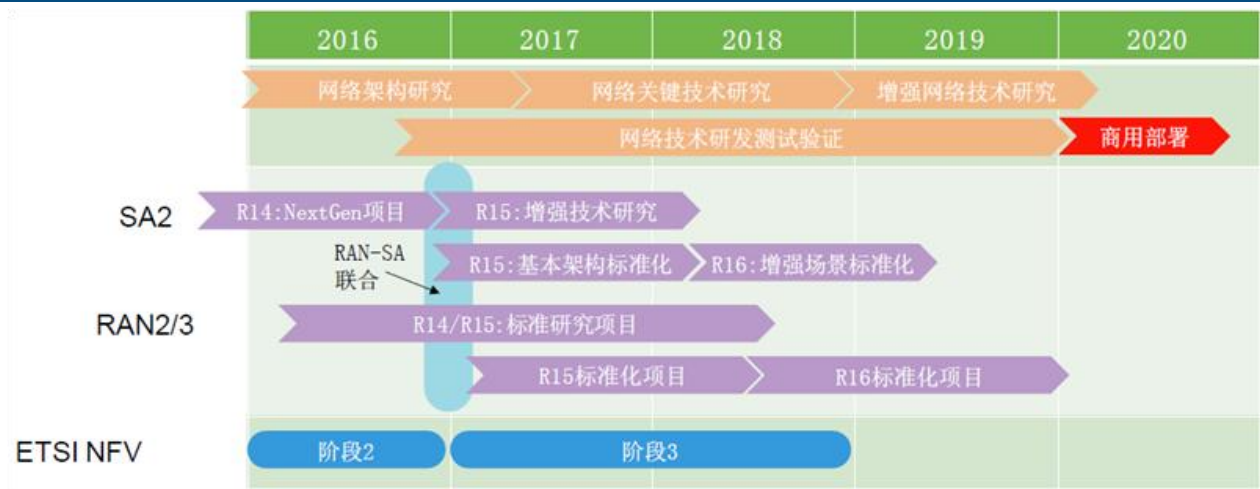 2016 2017 2018 2019 2020
网络架构研究 网络关键技术研究 增强网络技术研究
网络技术研发测试验证 商用部署
SA2 R14:NextGen项目 R15:增强技术研究
RAN-SA
联合
R15:基本架构标准化 R16:增强场景标准化
RAN2/3 R14/R15:标准研究项目
R15标准化项目 R16标准化项目
ETSI NFV 阶段2 阶段3